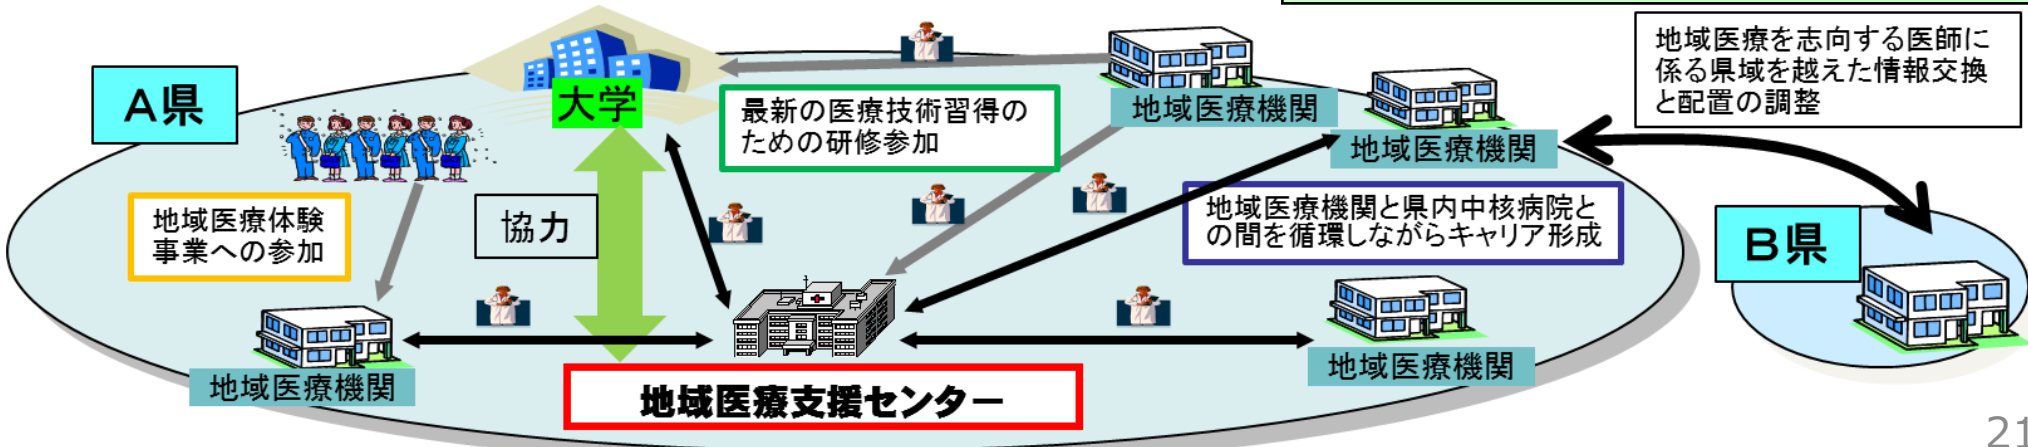 地域医療を志向する医師に
係る県域を越えた情報交換
と配置の調整
A県
大学
最新の医療技術習得の
ための研修参加
地域医療機関
地域医療機関
地域医療体験
事業への参加
協力
地域医療機関と県内中核病院と
の間を循環しながらキャリア形成
B県
地域医療機関
地域医療支援センター
地域医療機関
21